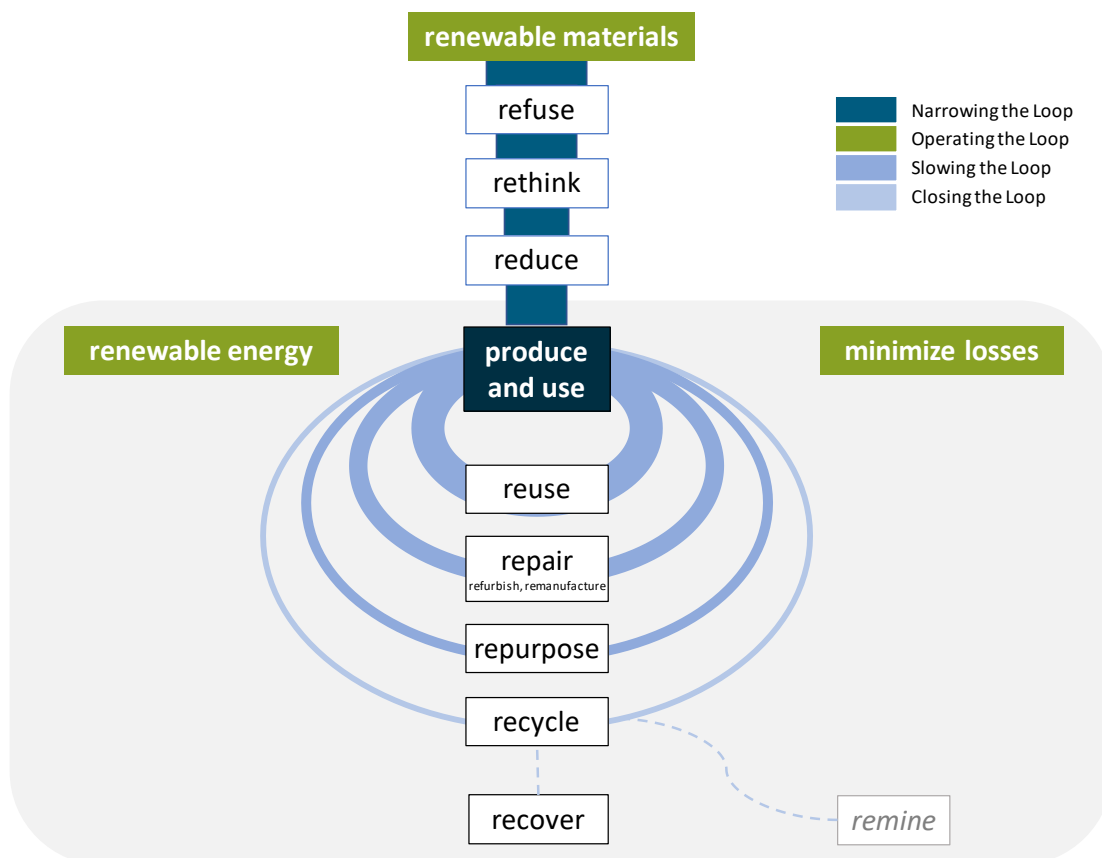 renewable materials
refuse
rethink
reduce
Narrowing the Loop
Operating the Loop
Slowing the Loop
Closing the Loop
renewable energy
produce
and use
minimize losses
reuse
repair
refurbish, remanufacture
repurpose
recycle
recover
remine